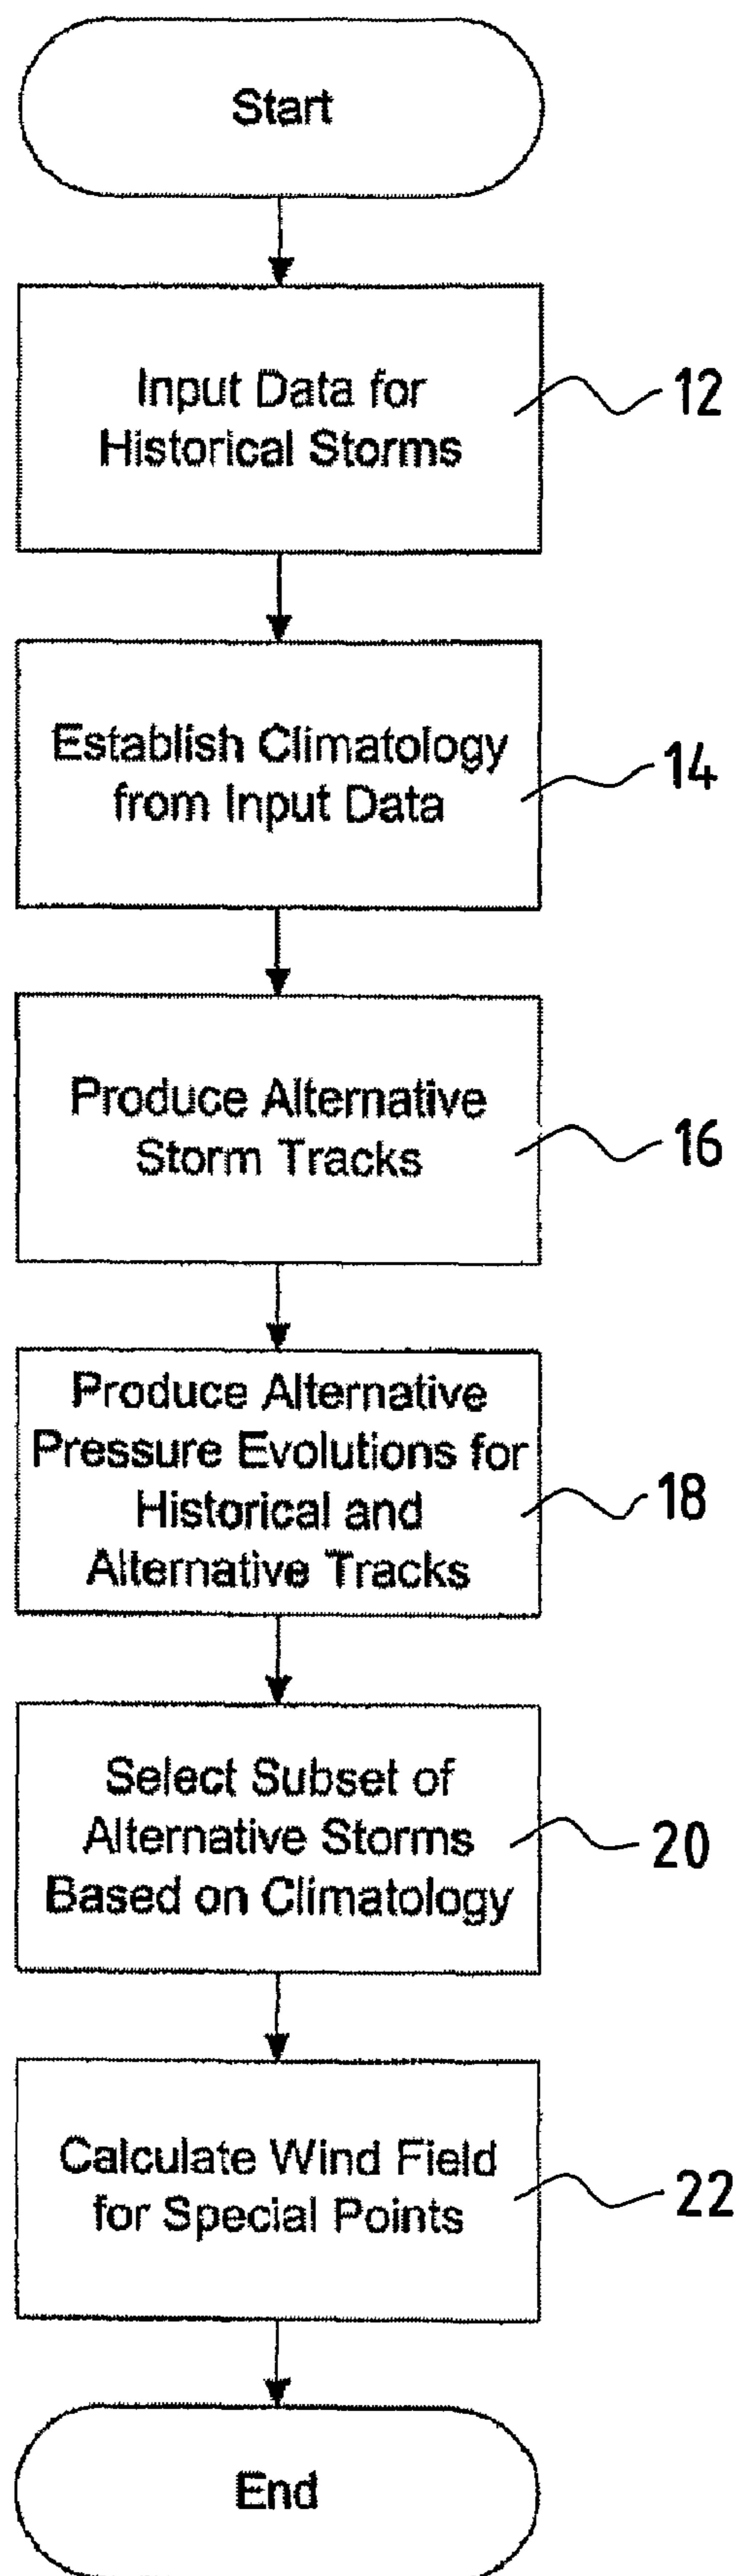 Start
Input Data for
Historical Storms
12
Establish Climatology
from Input Data
14
Produce Alternative
Storm Tracks
16
Produce Alternative
Pressure Evolutions for
Historical and
Alternative Tracks
18
Select Subset of
Alternative Storms
Based on Climatology
20
Calculate Wind Field
for Special Points
22
End